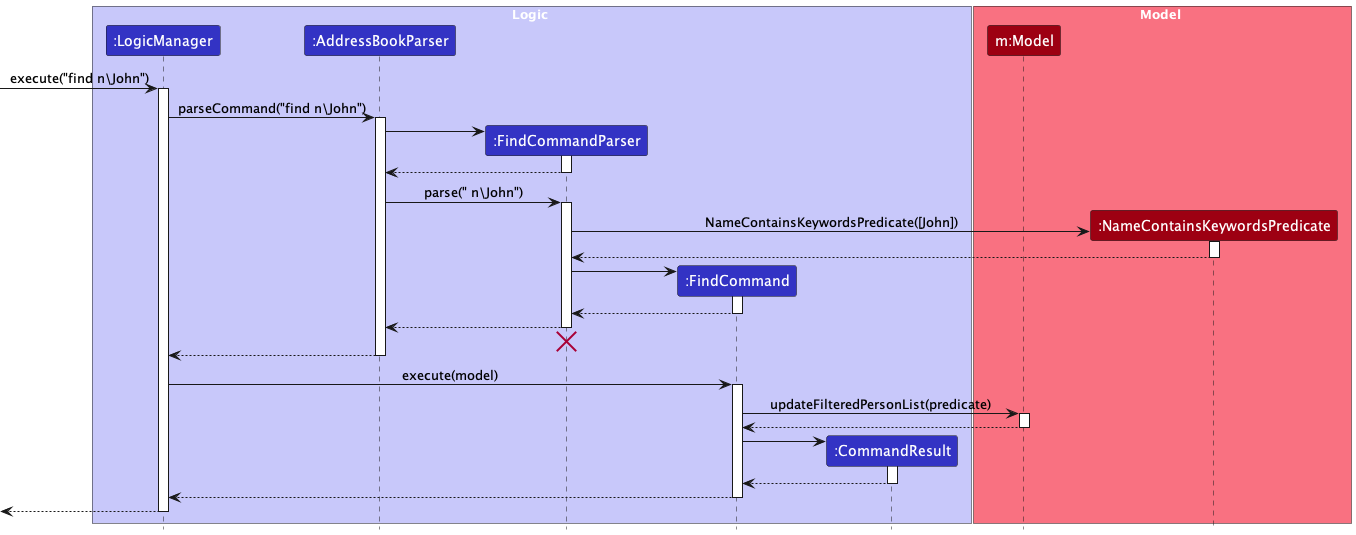 Logic
Model
:LogicManager
:AddressBookParser
m:Model
execute("find n\John")
parseCommand("find n\John")
:FindCommandParser
parse(" n\John")
NameContainsKeywordsPredicate([John])
:NameContainsKeywordsPredicate
:FindCommand
execute(model)
updateFilteredPersonList(predicate)
:CommandResult